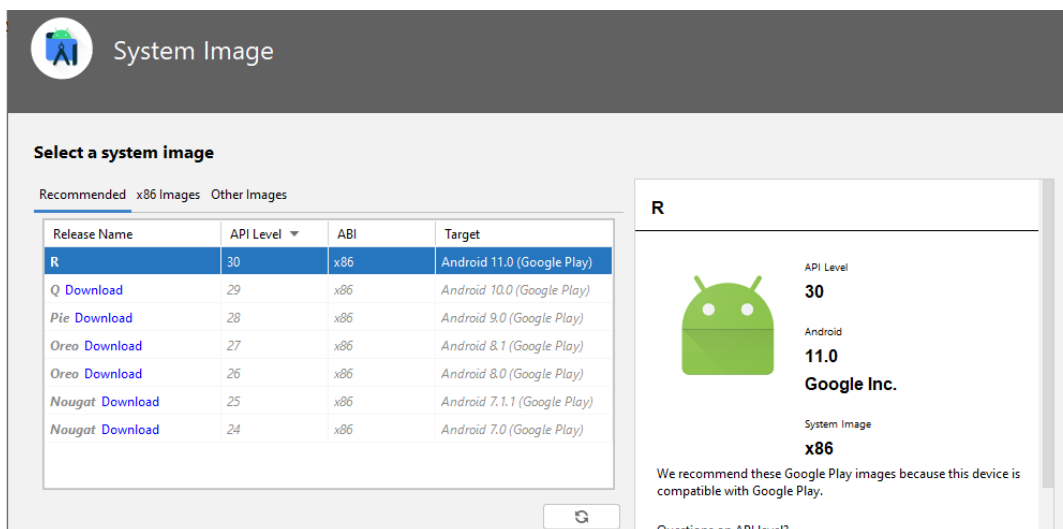 System Image
Select a system image
Recommended x86 Images Other Images
Release Name API Level ABI Target
R 30 x86 Android 11.0 (Google Play)
Q Download 29 x86 Android 10.0 (Google Play)
Pie Download 28 x86 Android 9.0 (Google Play)
Oreo Download 27 x86 Android 8.1 (Google Play)
Oreo Download 26 x86 Android 8.0 (Google Play)
Nougat Download 25 x86 Android 7.1.1 (Google Play)
Nougat Download 24 x86 Android 7.0 (Google Play)
R
API Level
30
Android
11.0
Google Inc.
System Image
x86
We recommend these Google Play images because this device is
compatible with Google Play.
Questions on API level?